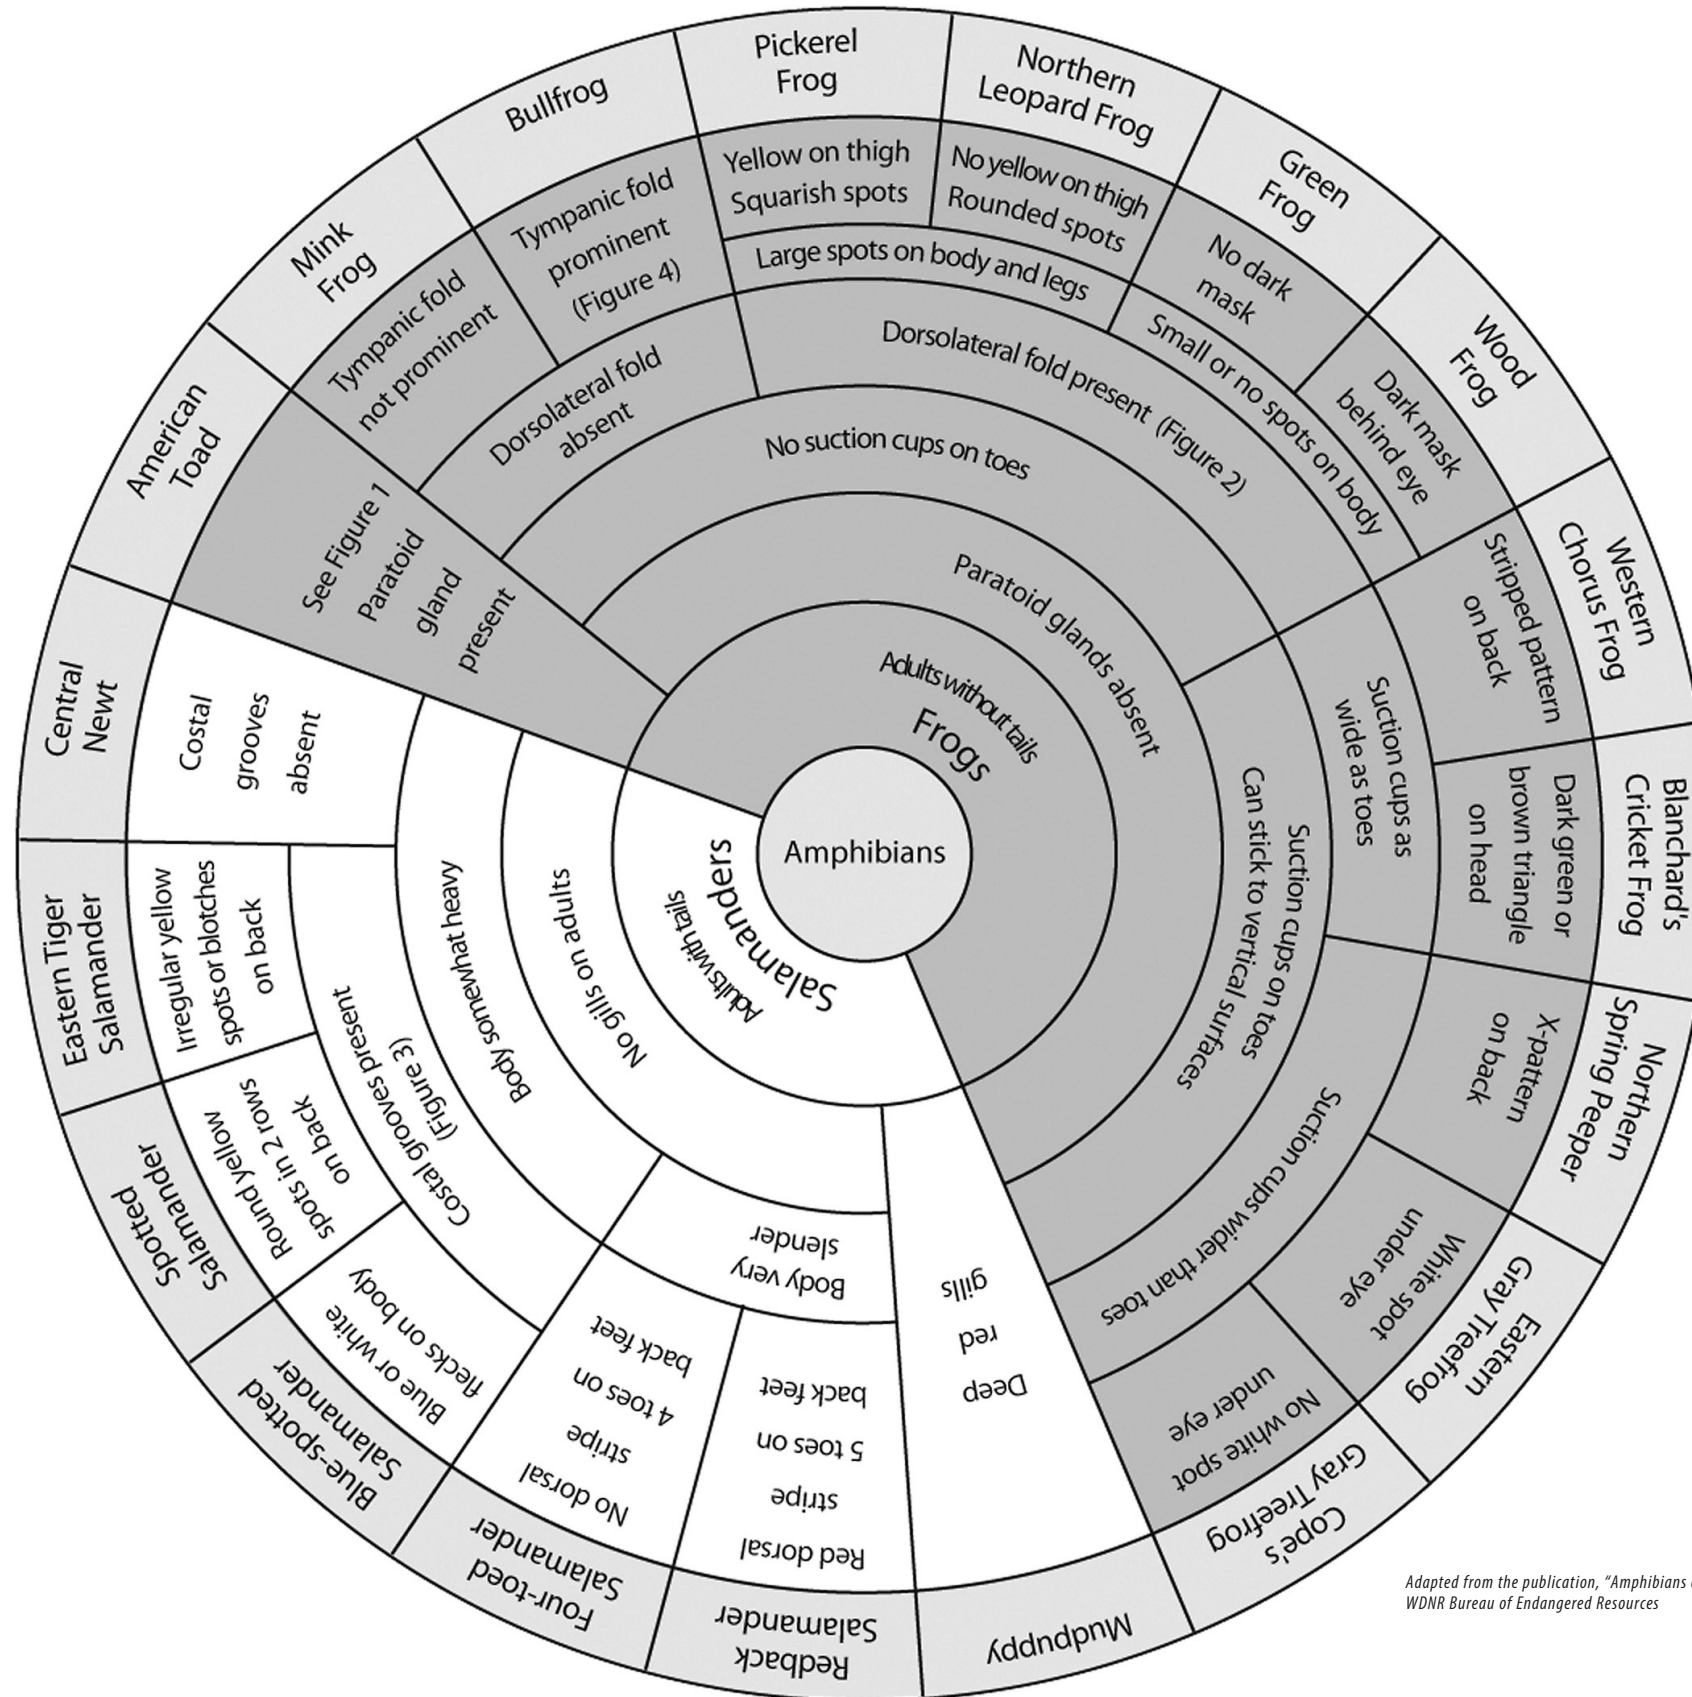 Amphibians
Frogs
Adults without tails
Paratoid glands absent
No suction cups on toes
Dorsolateral fold
absent
Tympanic fold
not prominent
Mink
Frog
Tympanic fold
prominent
(Figure 4)
Bullfrog
Dorsolateral fold present (Figure 2)
Large spots on body and legs
Yellow on thigh
Squarish spots
Pickerel
Frog
No yellow on thigh
Rounded spots
Northern
Leopard Frog
Small or no spots on body
No dark
mask
Green
Frog
Dark mask
behind eye
Wood
Frog
Suction cups on toes
Can stick to vertical surfaces
Suction cups as
wide as toes
Stripped pattern
on back
Western
Chorus Frog
Dark green or
brown triangle
on head
Blanchard's
Cricket Frog
Suction cups wider than toes
X-pattern
on back
Northern
Spring Peeper
White spot
under eye
Eastern
Gray Treefrog
No white spot
under eye
Cope's
Gray Treefrog
See Figure 1
Paratoid
gland
present
American
Toad
Salamanders
Adults with tails
Deep
red
gills
Mudpuppy
No gills on adults
Body very
slender
Red dorsal
stripe
5 toes on
back feet
Redback
Salamander
No dorsal
stripe
4 toes on
back feet
Four-toed
Salamander
Body somewhat heavy
Costal grooves present
(Figure 3)
Blue or white
flecks on body
Blue-spotted
Salamander
Round yellow
spots in 2 rows
on back
Spotted
Salamander
Irregular yellow
spots or blotches
on back
Eastern Tiger
Salamander
Costal
grooves
absent
Central
Newt
Adapted from the publication, “Amphibians
WDNR Bureau of Endangered Resources